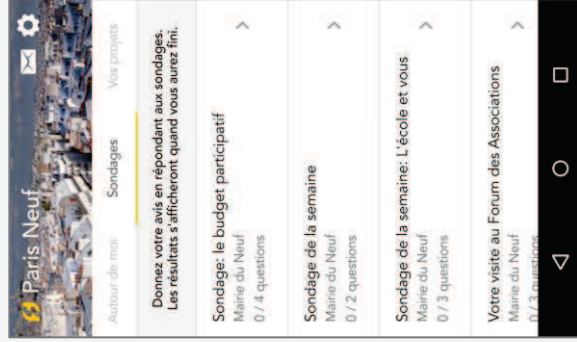 Paris Neuf
Autour de moi
Sondages
Vos projets
Donnez votre avis en répondant aux sondages.
Les résultats s'afficheront quand vous aurez fini.
Sondage: le budget participatif
Mairie du Neuf
0 / 4 questions
Sondage de la semaine
Mairie du Neuf
0 / 2 questions
Sondage de la semaine: L'école et vous
Mairie du Neuf
0 / 3 questions
Votre visite au Forum des Associations
Mairie du Neuf
0 / 3 questions